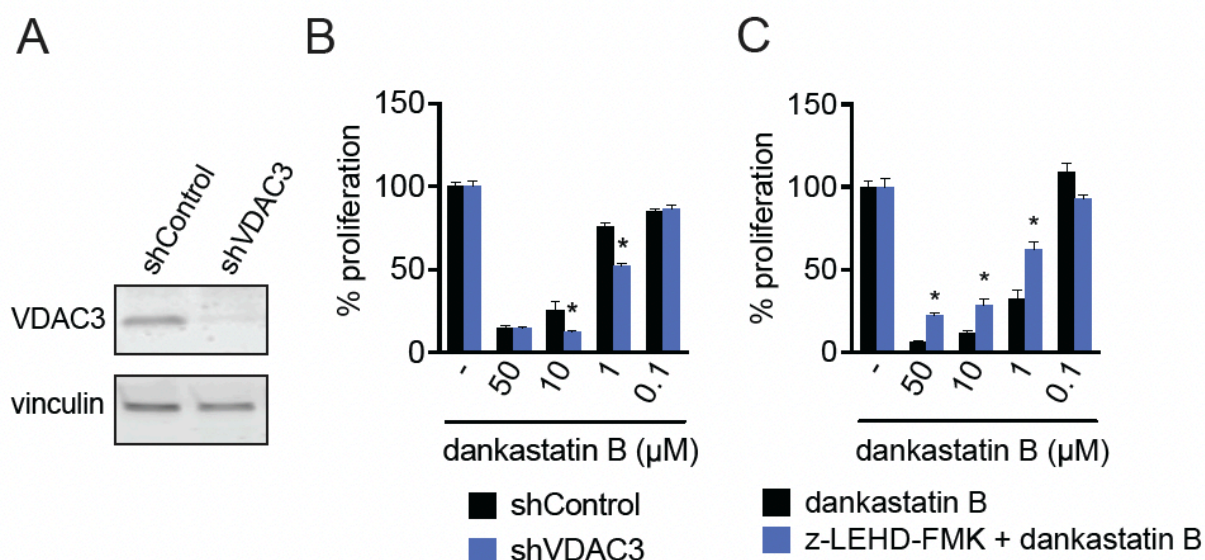 A
shControl
shVDAC3
VDAC3
vinculin
B
% proliferation
150
100
50
0
-
50
10
1
0.1
*
*
dankastatin B (µM)
shControl
shVDAC3
C
% proliferation
150
100
50
0
-
50
10
1
0.1
*
*
*
dankastatin B (µM)
dankastatin B
z-LEHD-FMK + dankastatin B